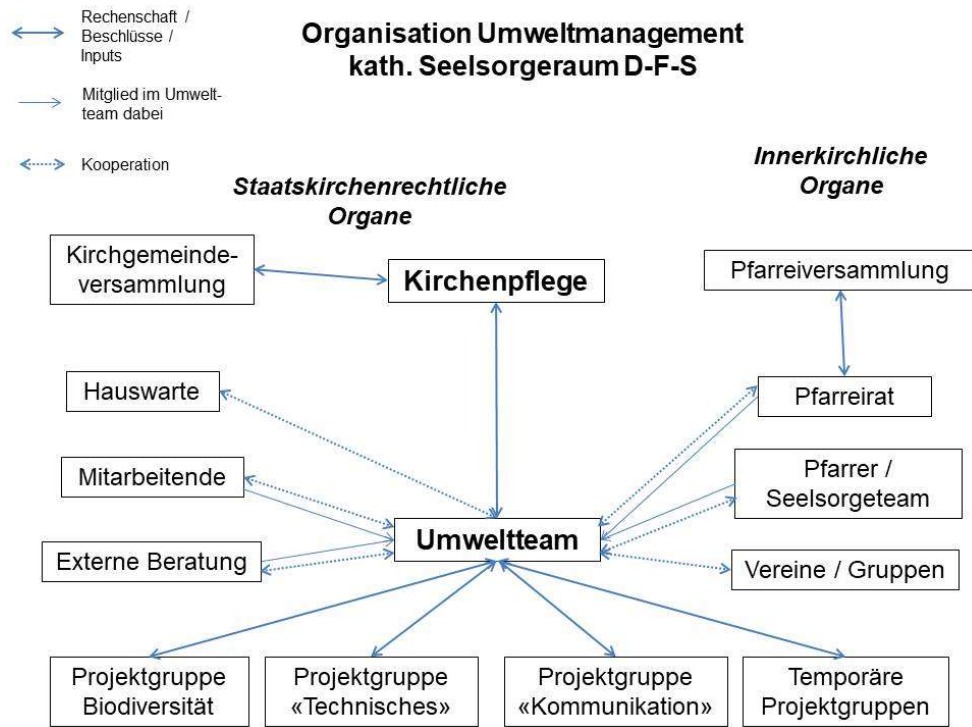 Rechenschaft /
Beschlüsse /
Inputs
Mitglied im Umwelt-
team dabei
Kooperation
Organisation Umweltmanagement
kath. Seelsorgeraum D-F-S
Staatskirchenrechtliche
Organe
Innerkirchliche
Organe
Kirchgemeinde-
versammlung
Kirchenpflege
Pfarreiversammlung
Hauswarte
Pfarreirat
Mitarbeitende
Pfarrer /
Seelsorgeteam
Umweltteam
Externe Beratung
Vereine / Gruppen
Projektgruppe
Biodiversität
Projektgruppe
«Technisches»
Projektgruppe
«Kommunikation»
Temporäre
Projektgruppen